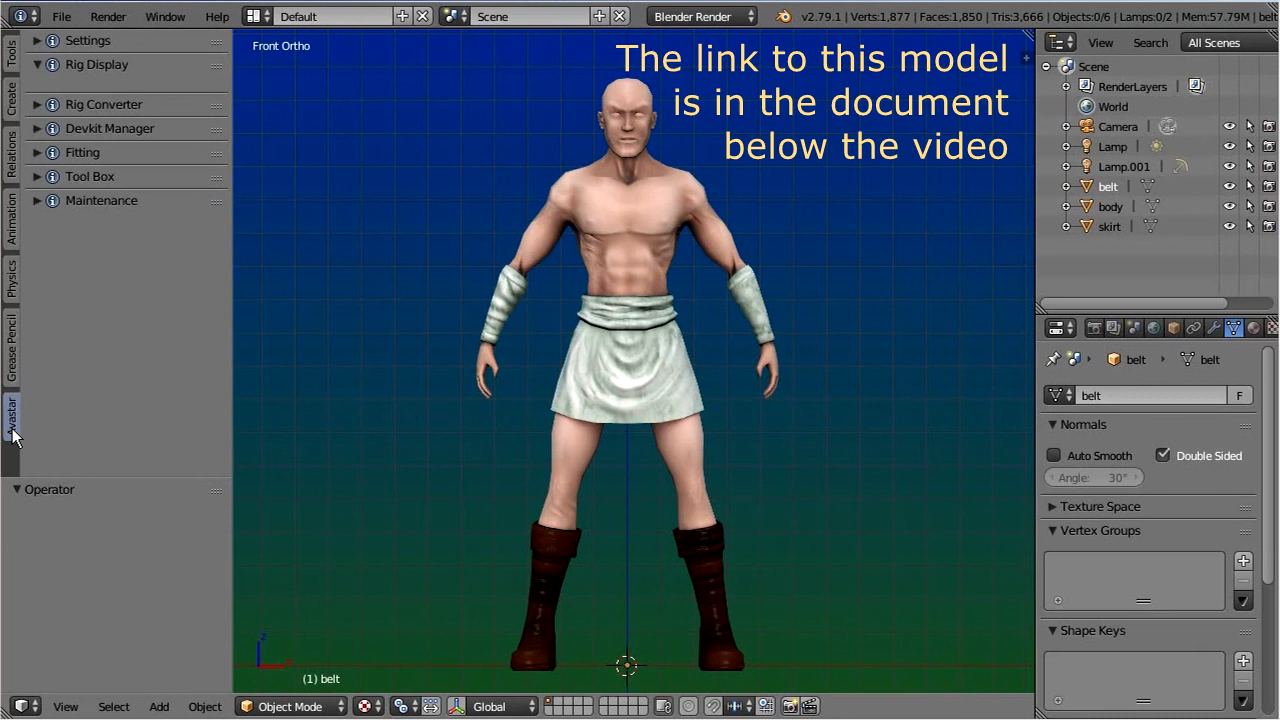 File Render Window Help Default Scene Blender Render v2.79.1 | Verts:1,877 | Faces:1,850 | Tris:3,666 | Objects:0/6 | Lamps:0/2 | Mem:57.79M | belt
Tools
Create
Relations
Animation
Physics
Grease Pencil
Avastar
Settings
Rig Display
Rig Converter
Devkit Manager
Fitting
Tool Box
Maintenance
Operator
Front Ortho
The link to this model
is in the document
below the video
(1) belt
View Search All Scenes
Scene
RenderLayers
World
Camera
Lamp
Lamp.001
belt
body
skirt
belt belt
belt F
Normals
Auto Smooth Double Sided
Angle: 30°
Texture Space
Vertex Groups
Shape Keys
View Select Add Object Object Mode Global